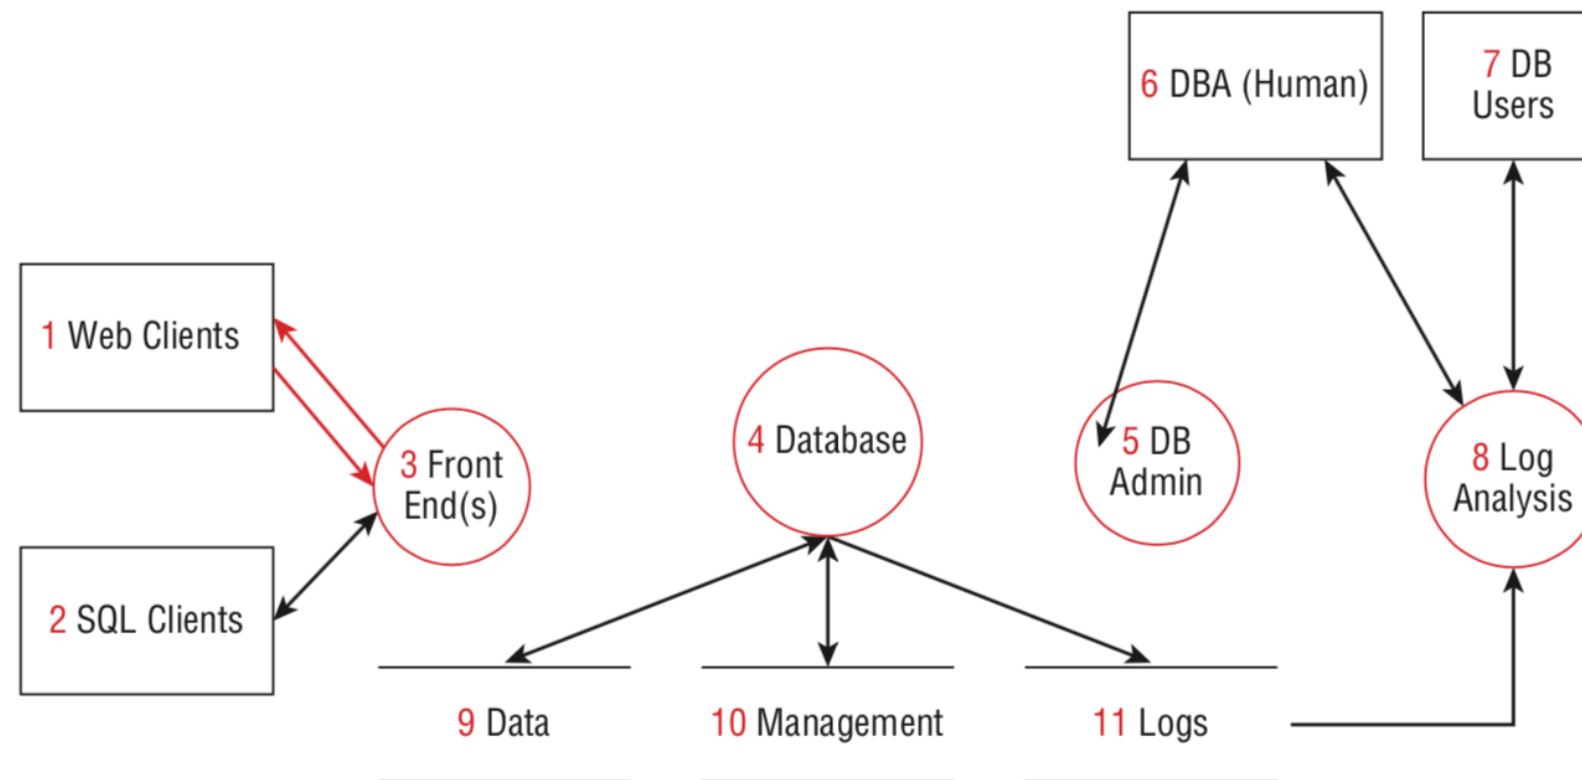 6 DBA (Human)
7 DB
Users
1 Web Clients
3 Front
End(s)
4 Database
5 DB
Admin
8 Log
Analysis
2 SQL Clients
9 Data
10 Management
11 Logs